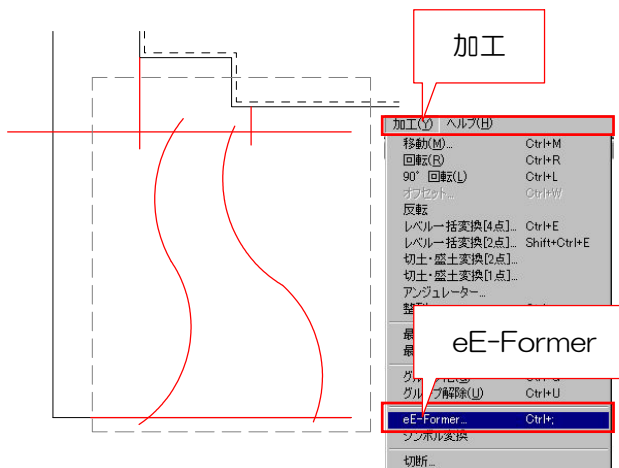 加工
加工(Y) ヘルプ(H)
移動(M)... Ctrl+M
回転(R) Ctrl+R
90° 回転(L) Ctrl+L
オフセット... Ctrl+W
反転
レベル一括変換[4点]... Ctrl+E
レベル一括変換[2点]... Shift+Ctrl+E
切土・盛土変換[2点]...
切土・盛土変換[1点]...
アンジュレーター...
eE-Former
グループ解除(U) Ctrl+U
eE-Former... Ctrl+;
シンボル変換
切断...